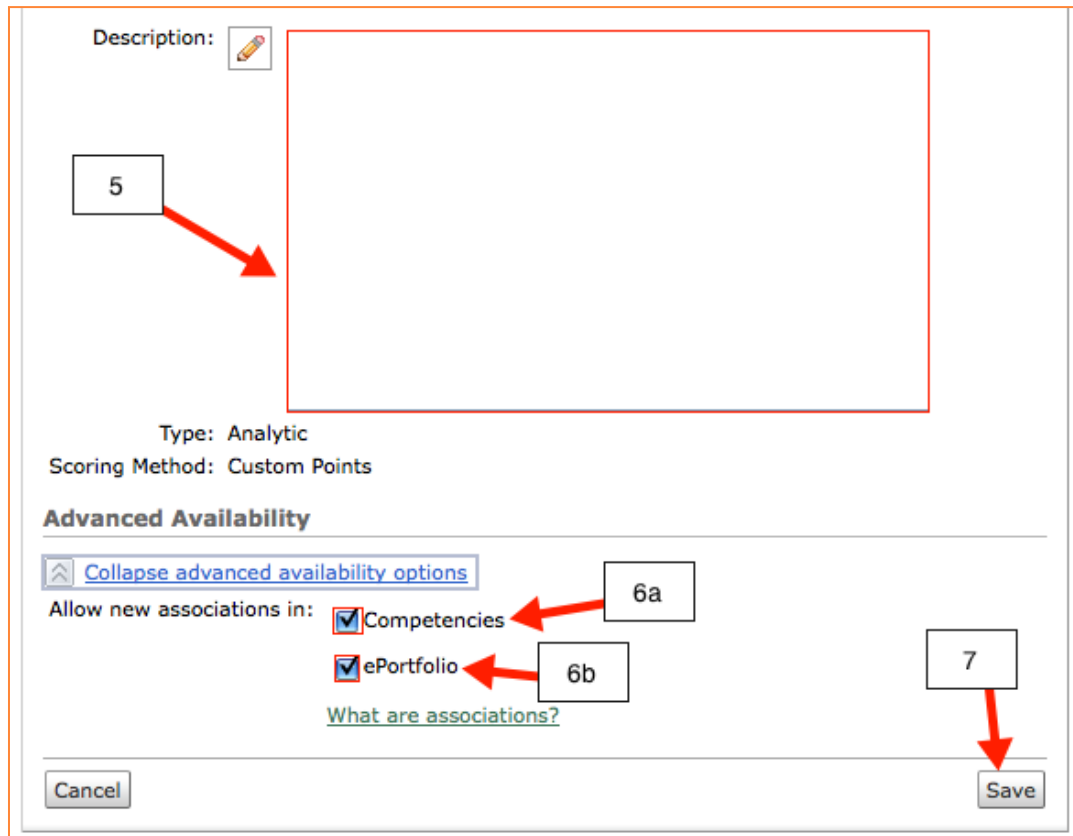 Description:
5
Type: Analytic
Scoring Method: Custom Points
Advanced Availability
Collapse advanced availability options
Allow new associations in:
Competencies
6a
ePortfolio
6b
7
What are associations?
Cancel
Save